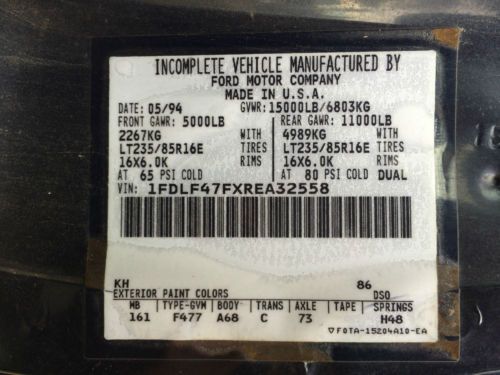 INCOMPLETE VEHICLE MANUFACTURED BY
FORD MOTOR COMPANY
MADE IN U.S.A.
DATE: 05/94 GVWR: 15000LB/6803KG
FRONT GAWR: 5000LB REAR GAWR: 11000LB
2267KG WITH 4989KG WITH
LT235/85R16E TIRES LT235/85R16E TIRES
16X6.0K RIMS 16X6.0K RIMS
AT 65 PSI COLD AT 80 PSI COLD DUAL
VIN: 1FDLF47FXREA32558
KH 86
EXTERIOR PAINT COLORS DSO
WB TYPE-GVM BODY TRANS AXLE TAPE SPRINGS
161 F477 A68 C 73 H48
▽F0TA-15204A10-EA